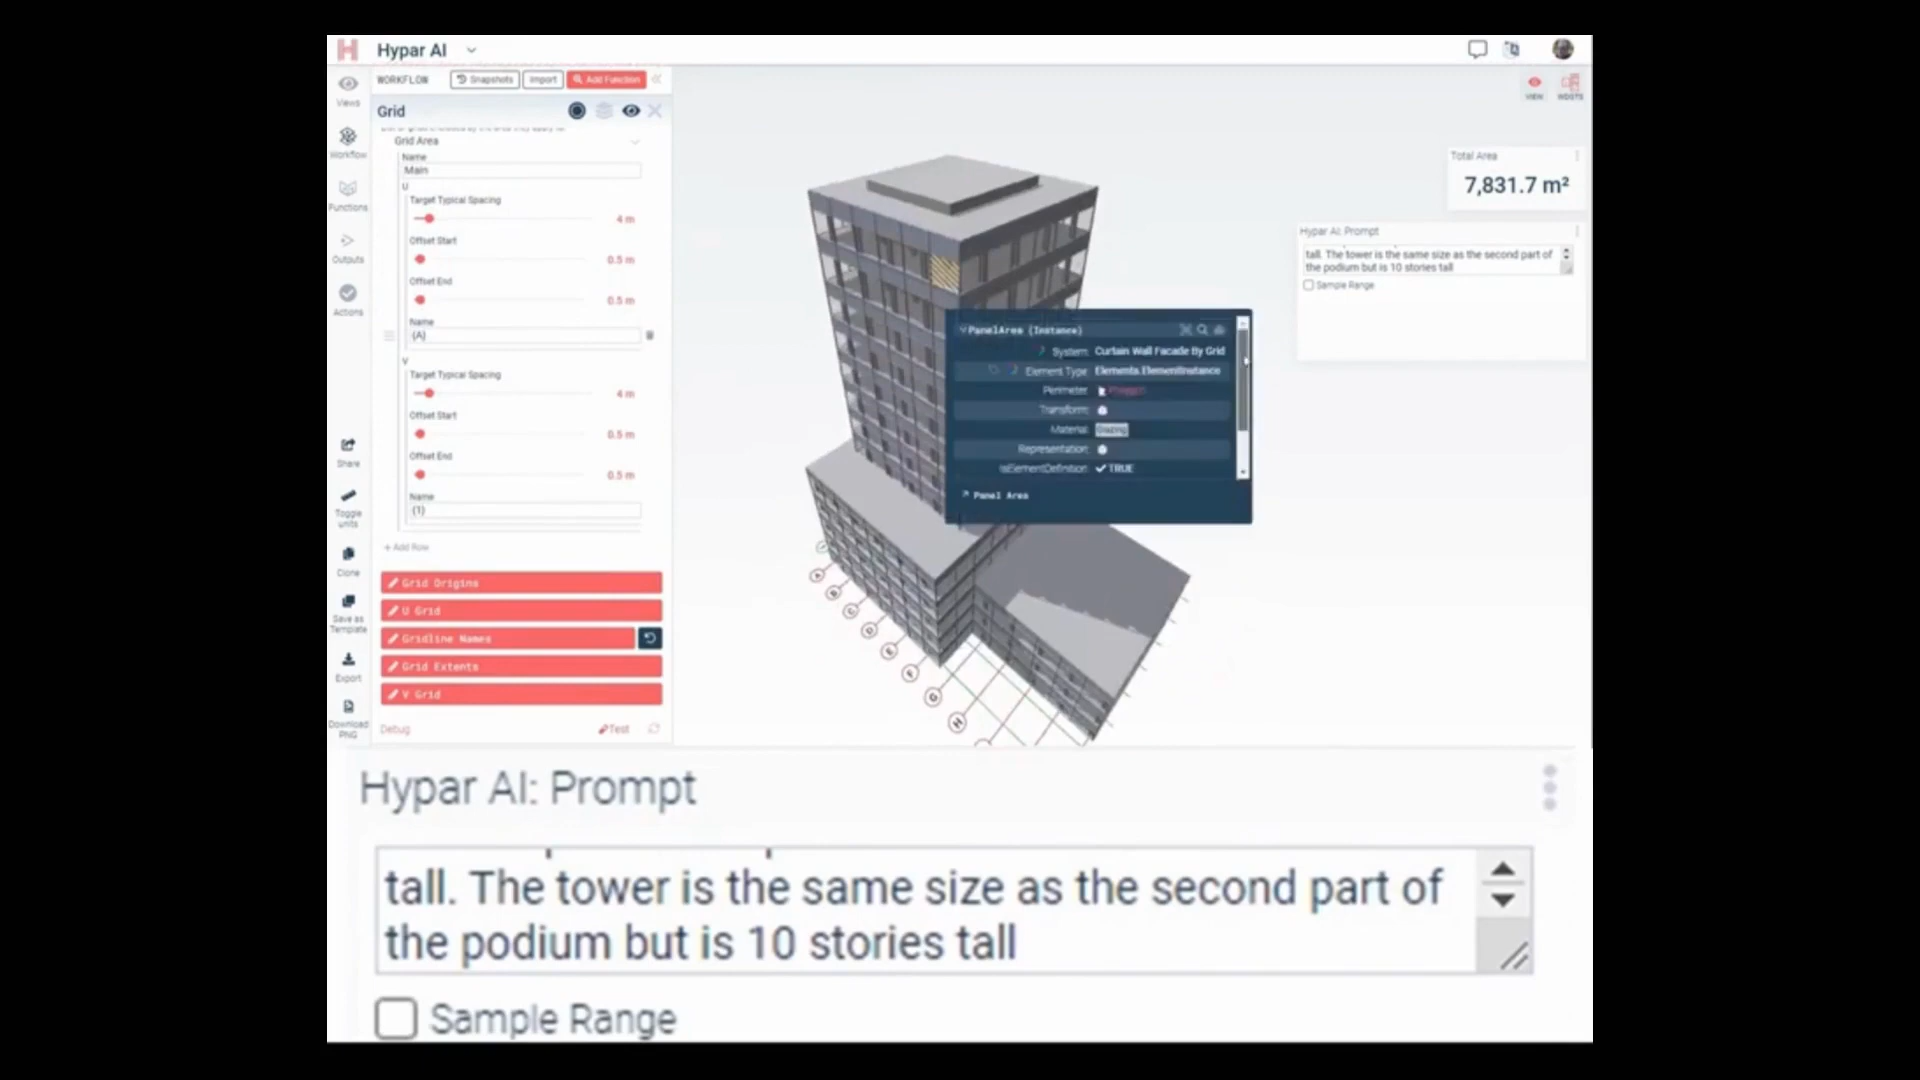 Hypar AI
WORKFLOW
Snapshots
Import
Add Function
Views
Workflow
Functions
Outputs
Actions
Share
Toggle units
Clone
Save as Template
Export
Download PNG
Grid
Grid Area
Name
Main
U
Target Typical Spacing
4 m
Offset Start
0.5 m
Offset End
0.5 m
Name
{A}
V
Target Typical Spacing
4 m
Offset Start
0.5 m
Offset End
0.5 m
Name
{1}
+ Add Row
Grid Origins
U Grid
Gridline Names
Grid Extents
V Grid
Debug
Test
A
B
C
D
E
F
G
H
PanelArea (Instance)
System: Curtain Wall Facade By Grid
Element Type: Elements.ElementInstance
Perimeter:
Transform:
Material: Glazing
Representation:
IsElementDefinition: TRUE
Panel Area
VIEW
WDGTS
Total Area
7,831.7 m²
Hypar AI: Prompt
tall. The tower is the same size as the second part of
the podium but is 10 stories tall
Sample Range
Hypar AI: Prompt
tall. The tower is the same size as the second part of
the podium but is 10 stories tall
Sample Range